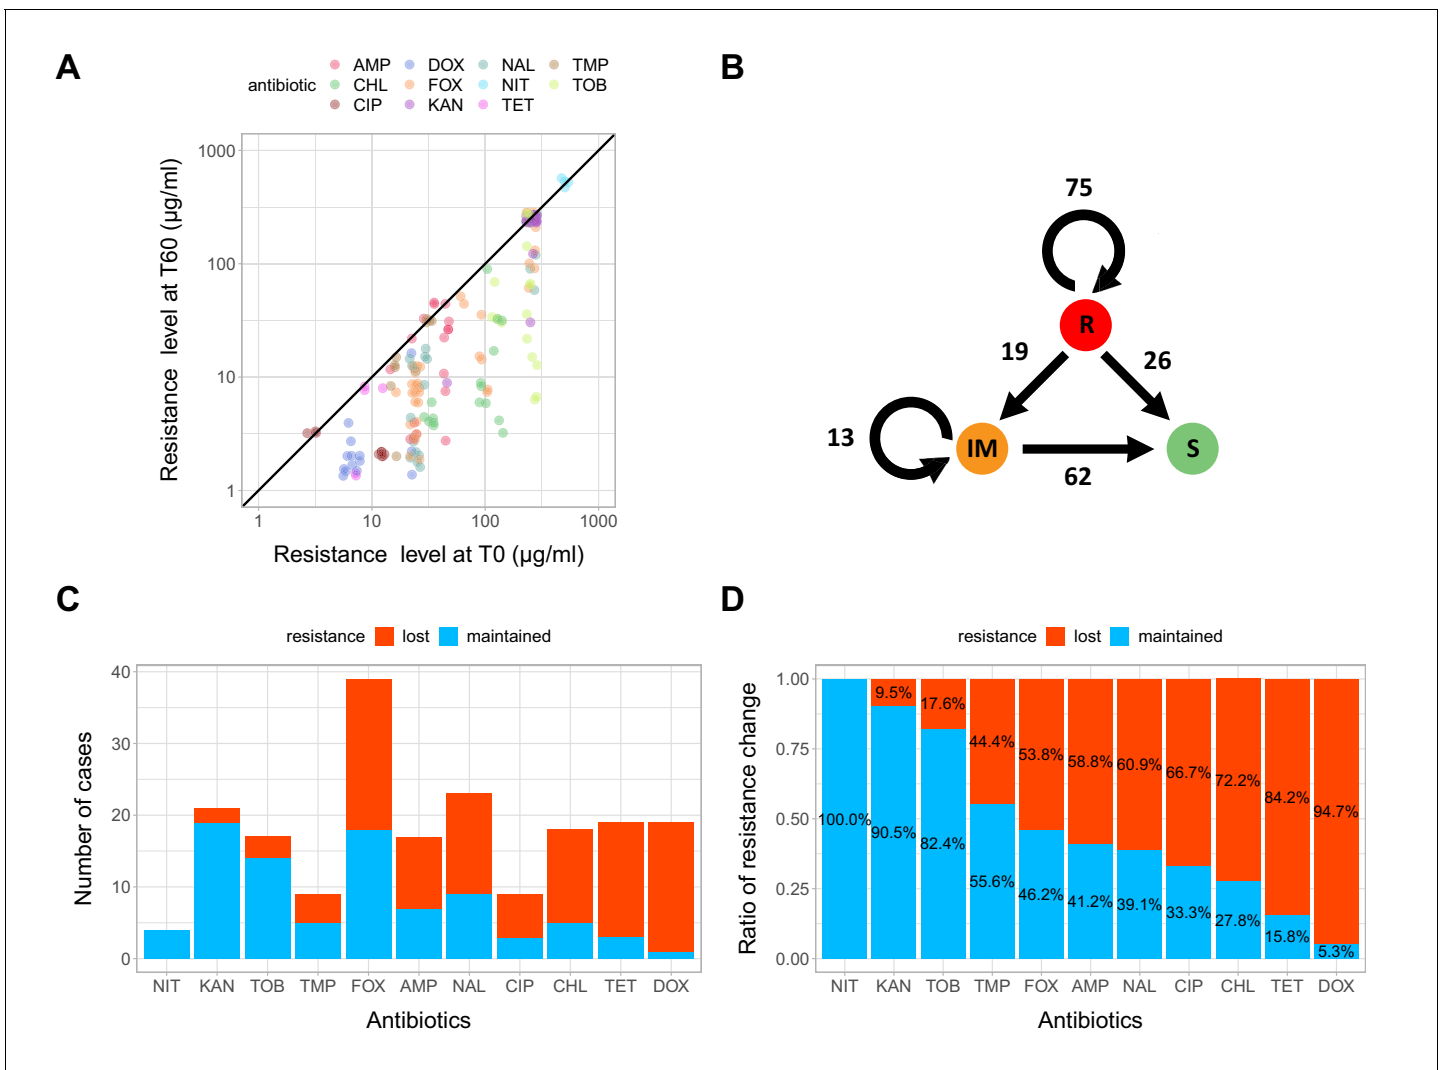 A
antibiotic
AMP DOX NAL TMP
CHL FOX NIT TOB
CIP KAN TET
Resistance level at T60 (µg/ml)
1000
100
10
1
1 10 100 1000
Resistance level at T0 (µg/ml)
B
75
R
19 26
13
IM S
62
C
resistance lost maintained
Number of cases
40
30
20
10
0
NIT KAN TOB TMP FOX AMP NAL CIP CHL TET DOX
Antibiotics
D
resistance lost maintained
Ratio of resistance change
1.00
0.75
0.50
0.25
0.00
9.5% 17.6% 44.4% 53.8% 58.8% 60.9% 66.7% 72.2% 84.2% 94.7%
100.0% 90.5% 82.4% 55.6% 46.2% 41.2% 39.1% 33.3% 27.8% 15.8% 5.3%
NIT KAN TOB TMP FOX AMP NAL CIP CHL TET DOX
Antibiotics